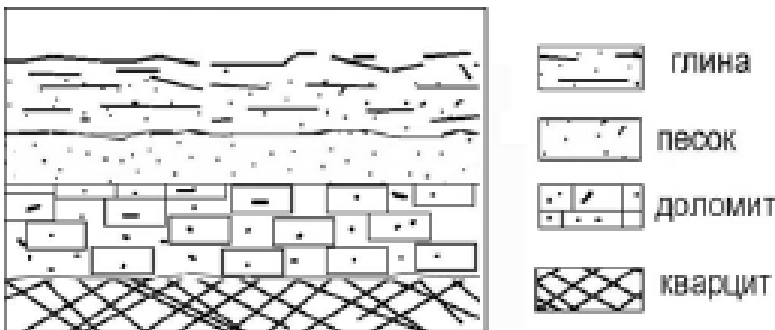 глина
песок
доломит
кварцит